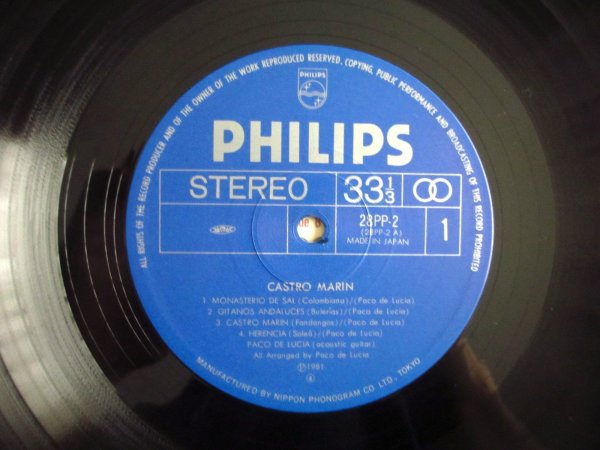 ALL RIGHTS OF THE RECORD PRODUCER AND OF THE OWNER OF THE WORK REPRODUCED RESERVED. COPYING, PUBLIC PERFORMANCE AND BROADCASTING OF THIS RECORD PROHIBITED
PHILIPS
PHILIPS
STEREO 33 1/3
28PP-2
(28PP-2 A)
MADE IN JAPAN
1
CASTRO MARIN
1. MONASTERIO DE SAL (Colombiana)/(Paco de Lucia)
2. GITANOS ANDALUCES (Bulerías)/(Paco de Lucia)
3. CASTRO MARIN (Fandangos)/(Paco de Lucia)
4. HERENCIA (Soleá)/(Paco de Lucia)
PACO DE LUCIA (acoustic guitar)
All Arranged by Paco de Lucia
Ⓟ1981
MANUFACTURED BY NIPPON PHONOGRAM CO. LTD., TOKYO